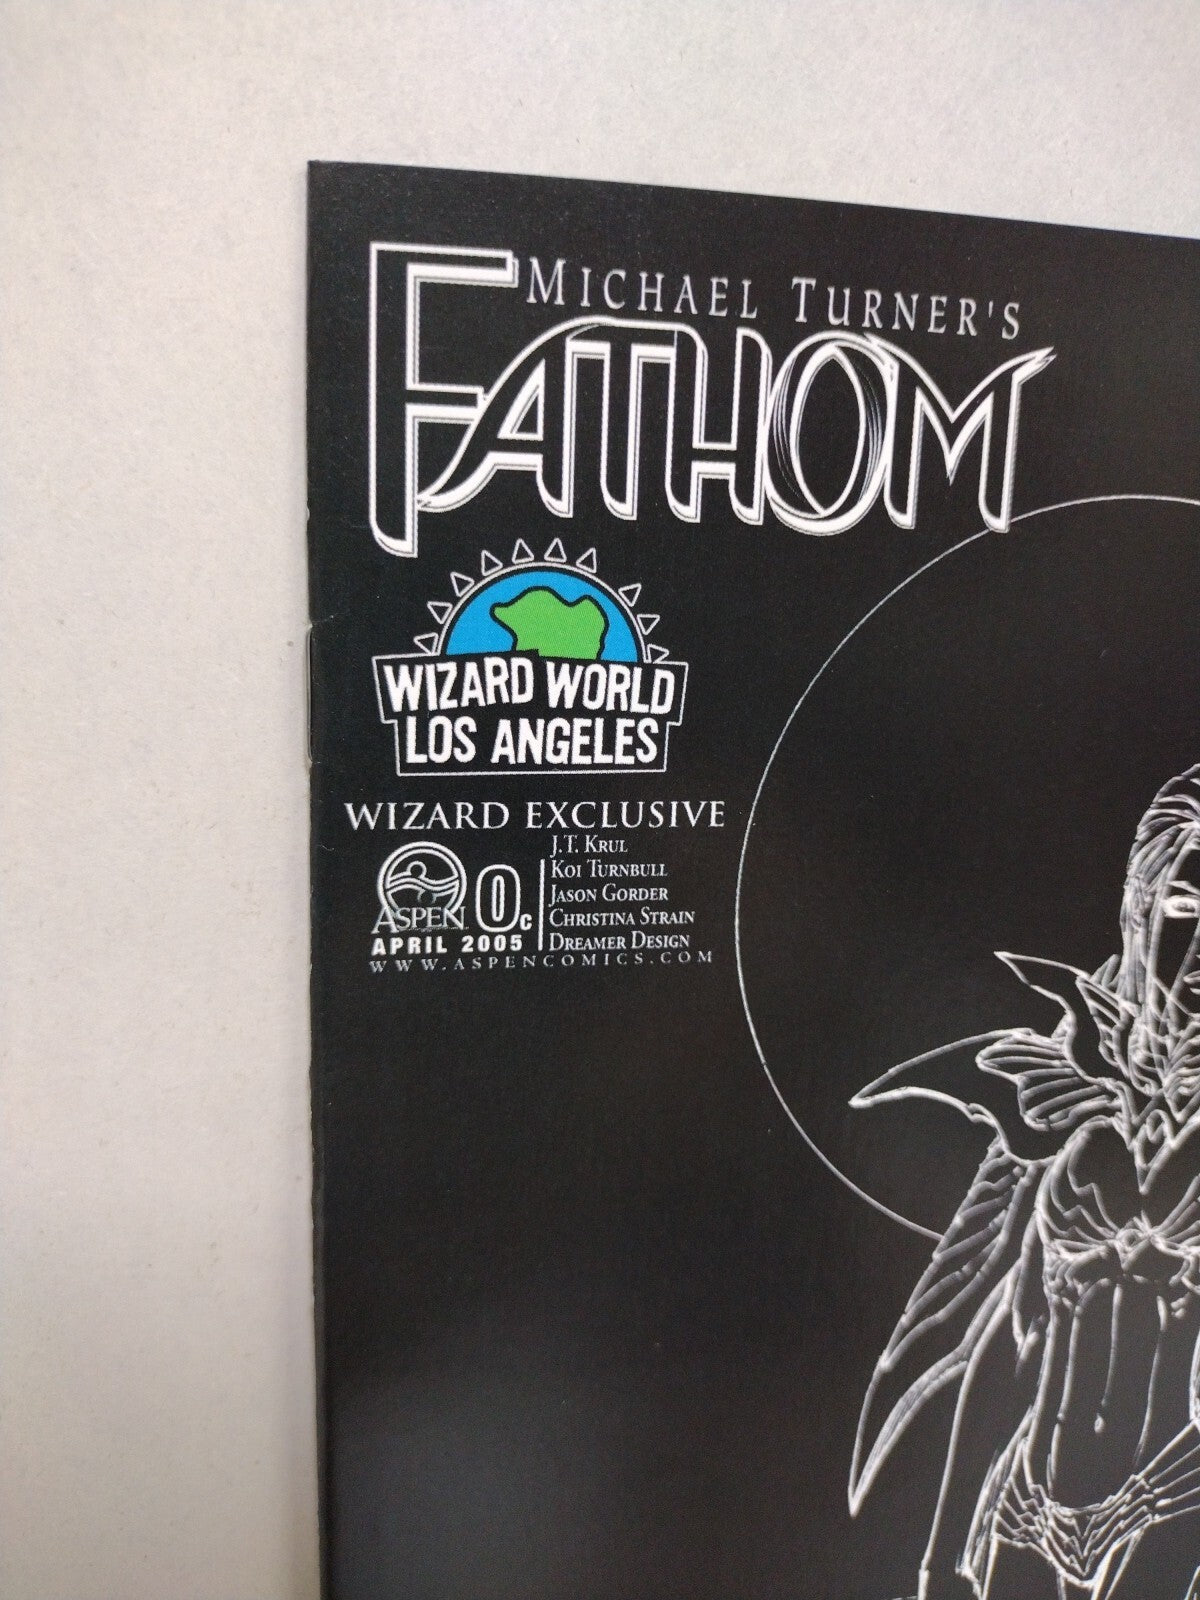 MICHAEL TURNER'S
FATHOM
WIZARD WORLD
LOS ANGELES
WIZARD EXCLUSIVE
J.T. KRUL
KOI TURNBULL
JASON GORDER
CHRISTINA STRAIN
DREAMER DESIGN
ASPEN 0c
APRIL 2005
WWW.ASPENCOMICS.COM